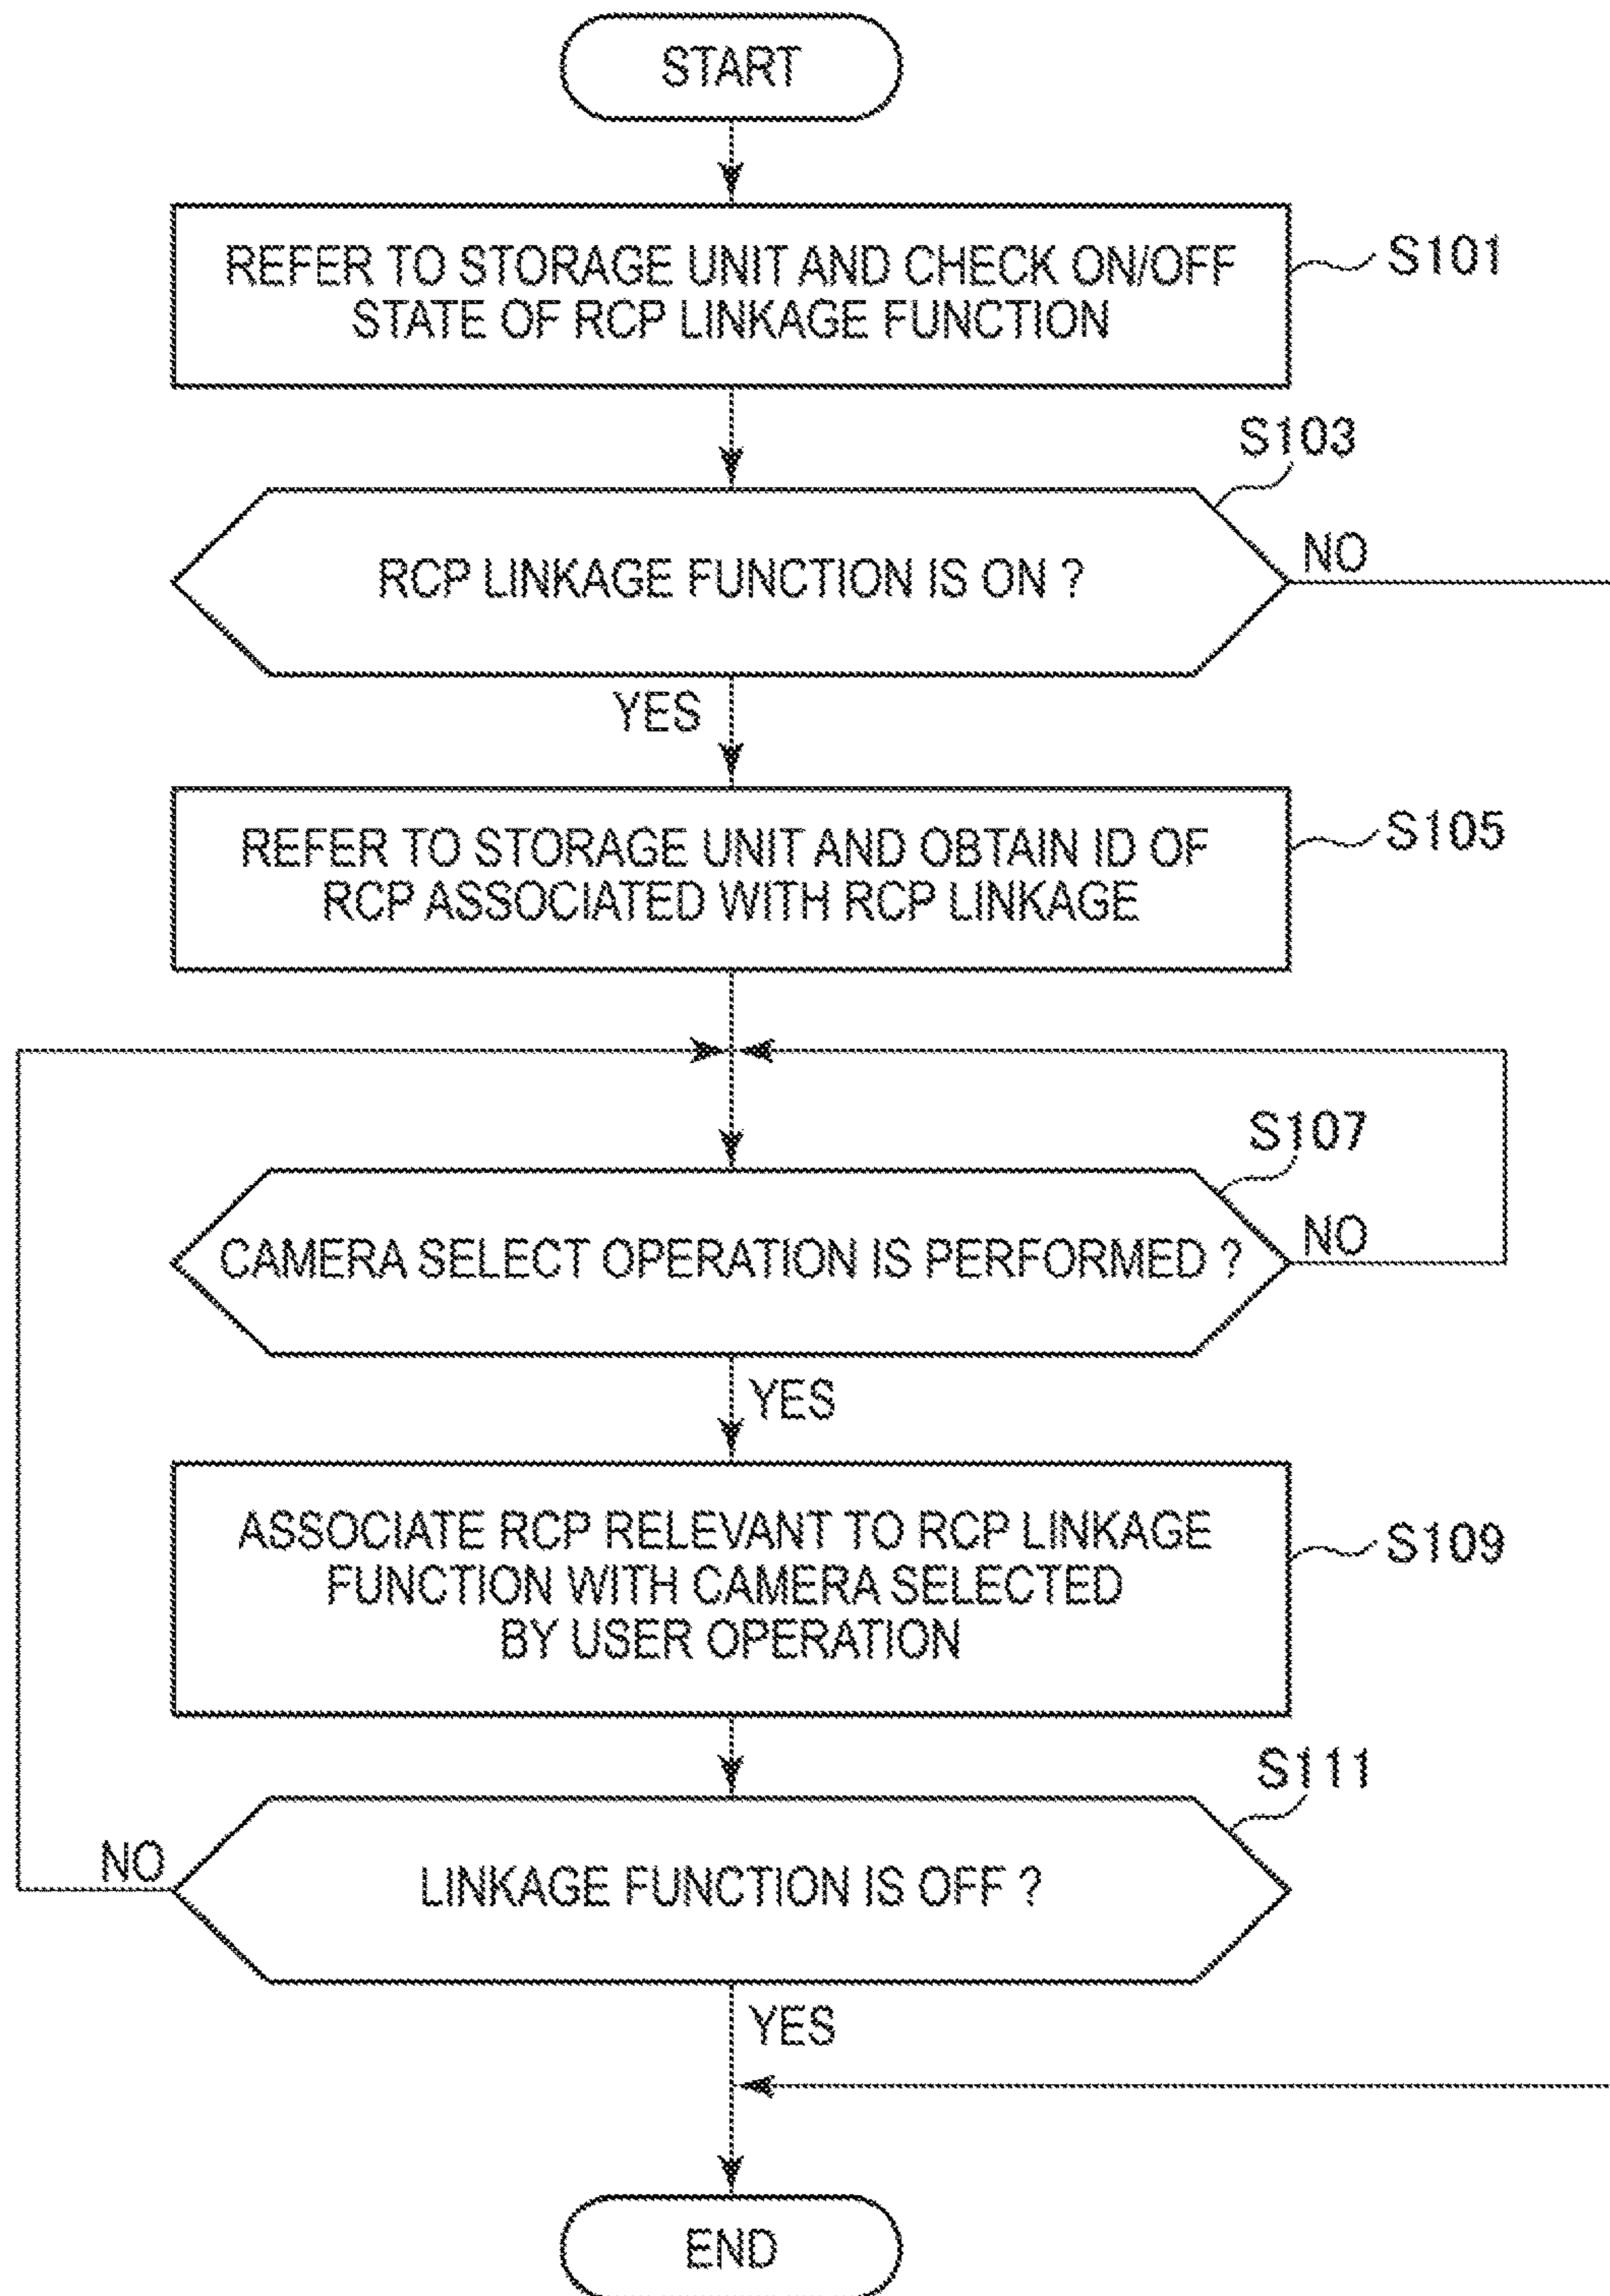 START
REFER TO STORAGE UNIT AND CHECK ON/OFF
STATE OF RCP LINKAGE FUNCTION
S101
S103
RCP LINKAGE FUNCTION IS ON ?
NO
YES
REFER TO STORAGE UNIT AND OBTAIN ID OF
RCP ASSOCIATED WITH RCP LINKAGE
S105
S107
CAMERA SELECT OPERATION IS PERFORMED ?
NO
YES
ASSOCIATE RCP RELEVANT TO RCP LINKAGE
FUNCTION WITH CAMERA SELECTED
BY USER OPERATION
S109
S111
NO
LINKAGE FUNCTION IS OFF ?
YES
END